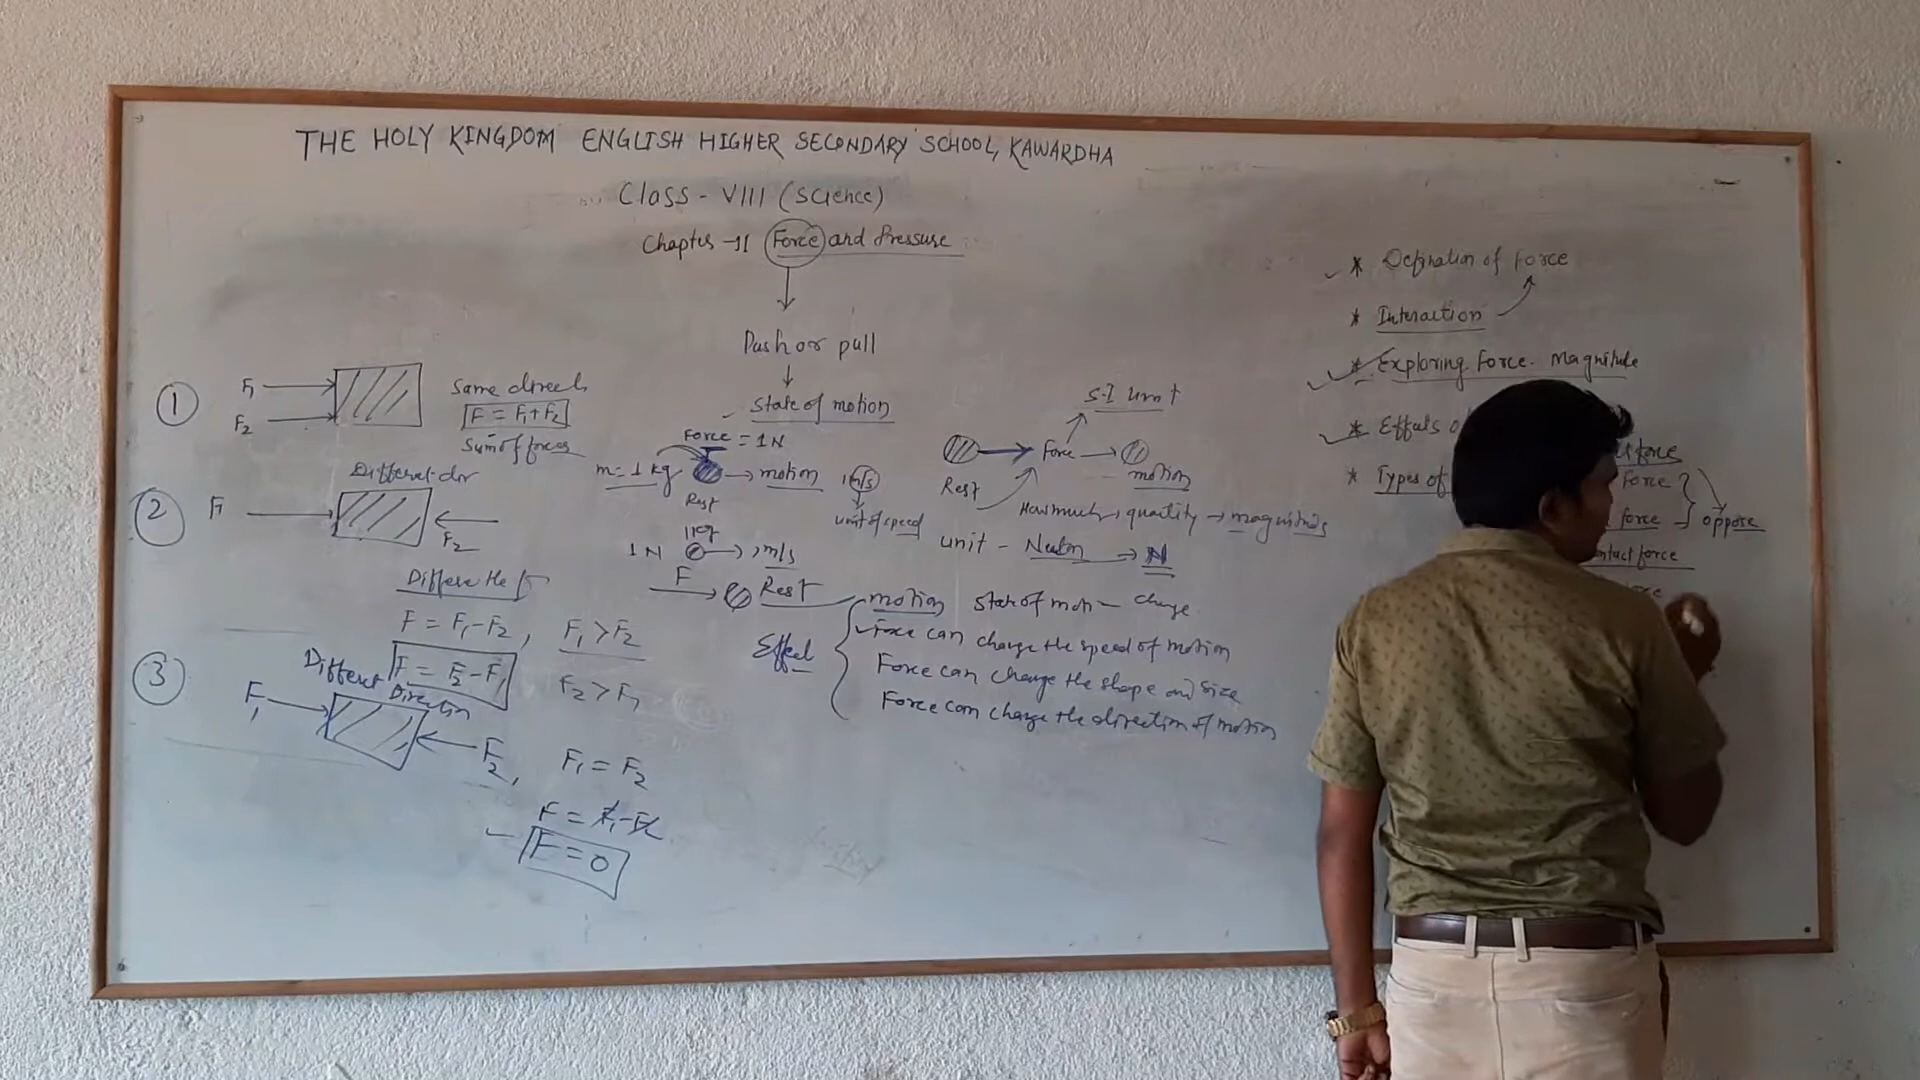 THE HOLY KINGDOM ENGLISH HIGHER SECONDARY SCHOOL, KAWARDHA
Class - VIII (Science)
Chapter - 11 Force and Pressure
Push or pull
State of motion
1
F1
F2
Same directi
F = F1 + F2
Sum of forces
2
Different dir
F1
F2
F = F1 - F2, F1 > F2
F = F2 - F1
F2 > F1
3
Different Direction
F1
F2,
F1 = F2
F = F1 - F2
F = 0
Force = 1 N
m = 1 kg
motion
1 m/s
Rest
unit of speed
1 kg
1 N
m/s
F
Rest
motion State of moti change
Effect
Force can change the speed of motion
Force can change the shape and size
Force can change the direction of motion
S.I unit
Force
Rest
motion
How much quantity magnitude
unit - Newton N
* Defination of force
* Interaction
* Exploring force. Magnitude
* Effects o
* Types of
force
Force
force
oppose
ntact force